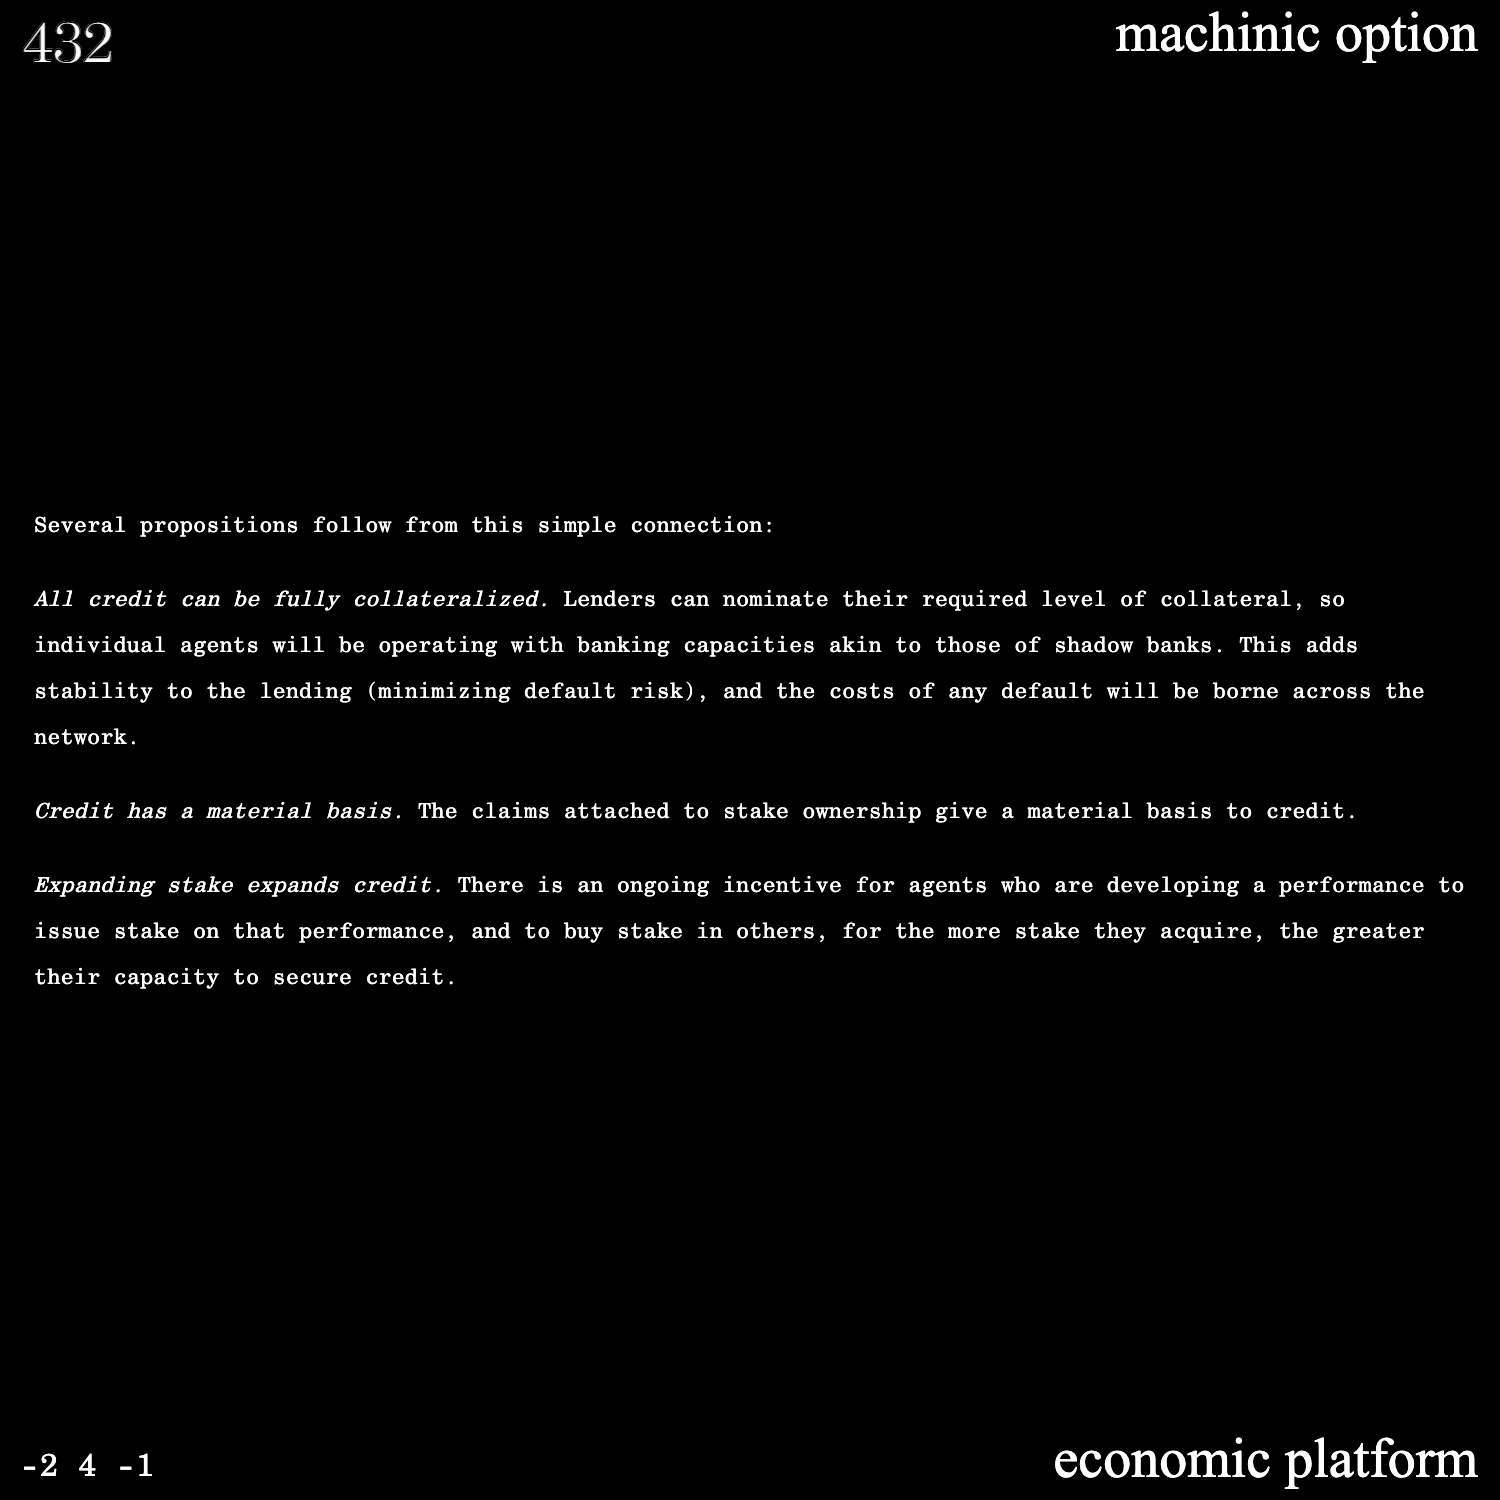 432
machinic option
Several propositions follow from this simple connection:
All credit can be fully collateralized. Lenders can nominate their required level of collateral, so
individual agents will be operating with banking capacities akin to those of shadow banks. This adds
stability to the lending (minimizing default risk), and the costs of any default will be borne across the
network.
Credit has a material basis. The claims attached to stake ownership give a material basis to credit.
Expanding stake expands credit. There is an ongoing incentive for agents who are developing a performance to
issue stake on that performance, and to buy stake in others, for the more stake they acquire, the greater
their capacity to secure credit.
-2 4 -1
economic platform